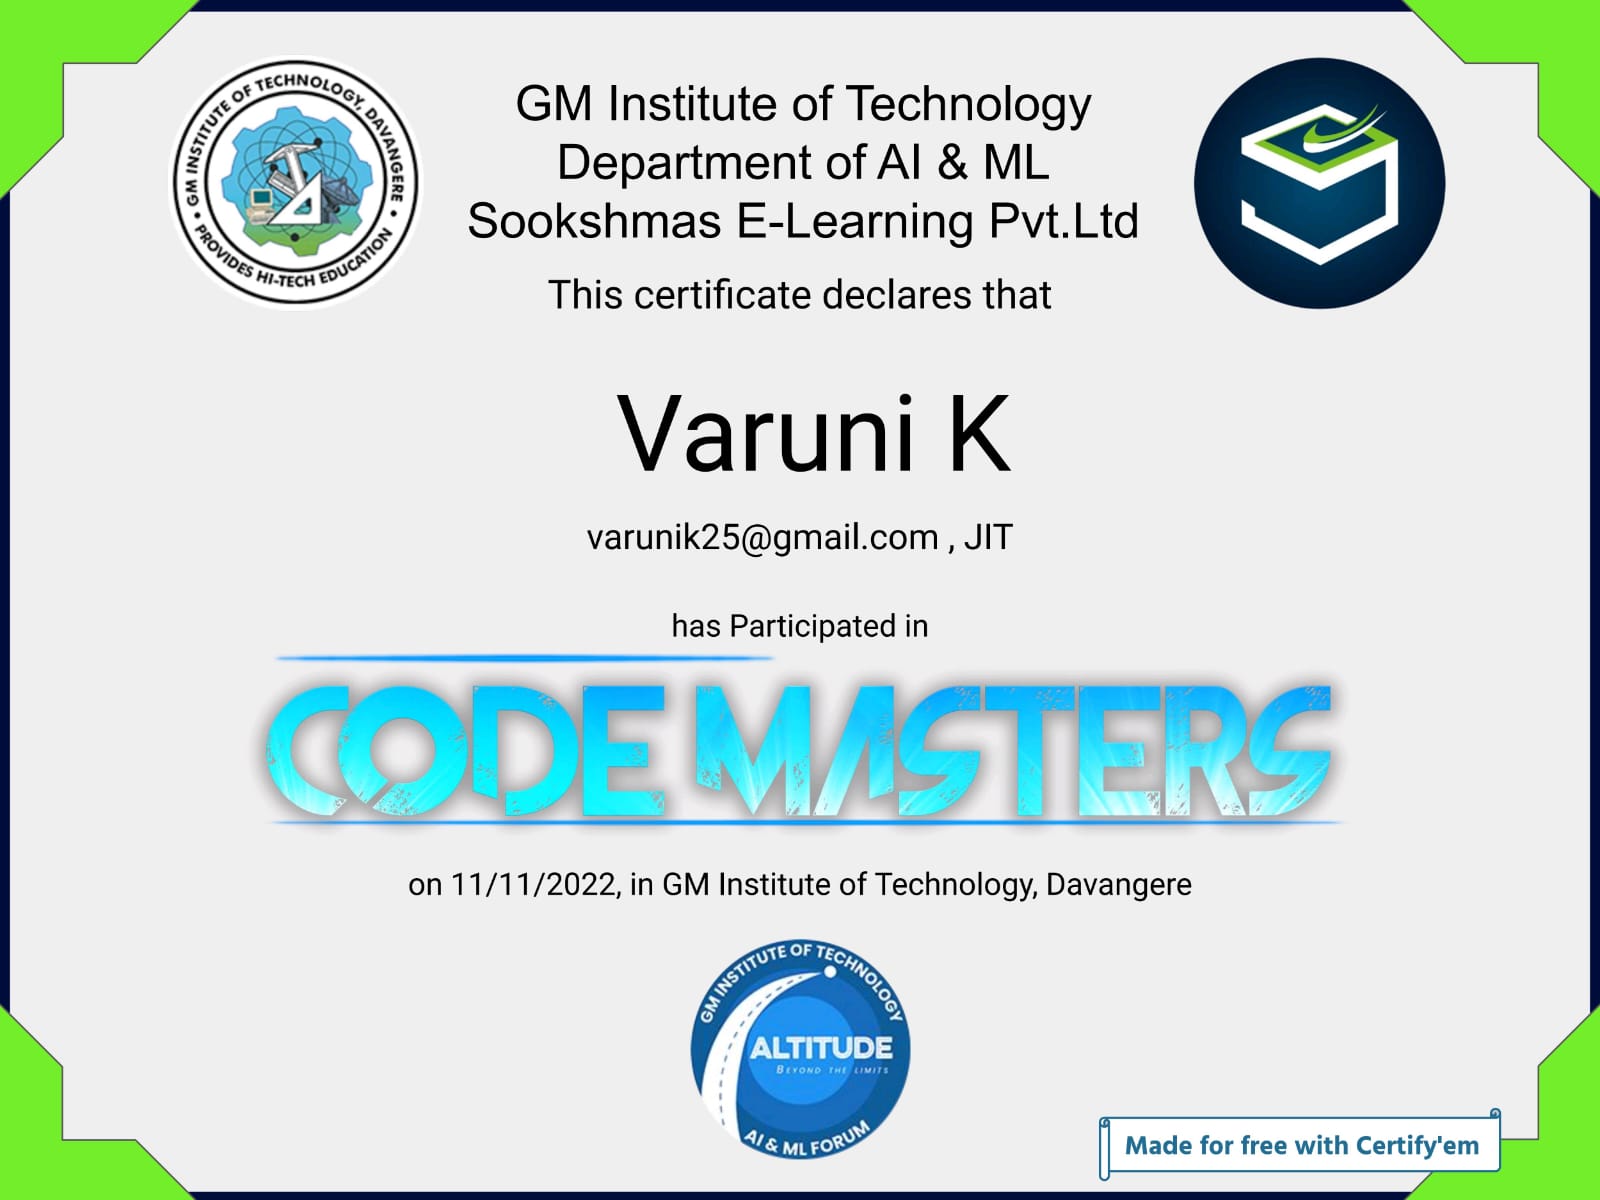 GM INSTITUTE OF TECHNOLOGY, DAVANGERE
• PROVIDES HI-TECH EDUCATION •
GM Institute of Technology
Department of AI & ML
Sookshmas E-Learning Pvt.Ltd
This certificate declares that
Varuni K
varunik25@gmail.com , JIT
has Participated in
CODE MASTERS
on 11/11/2022, in GM Institute of Technology, Davangere
GM INSTITUTE OF TECHNOLOGY
ALTITUDE
BEYOND THE LIMITS
AI & ML FORUM
Made for free with Certify'em